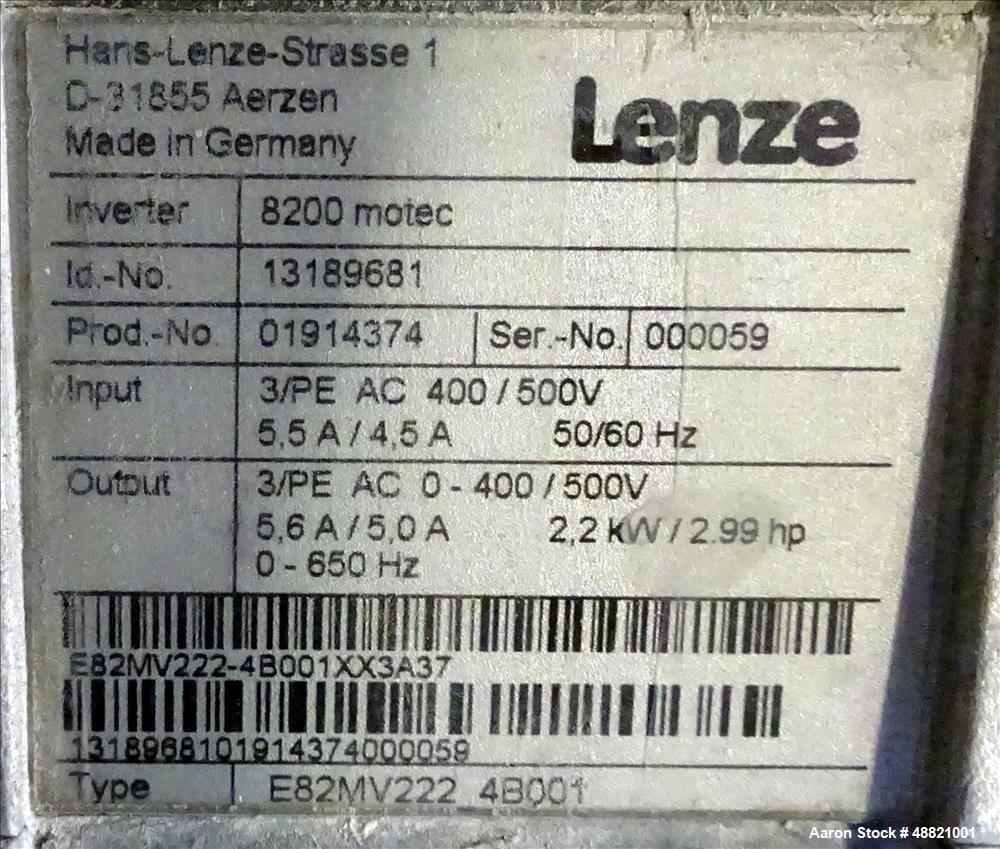 Hans-Lenze-Strasse 1
D-31855 Aerzen
Made in Germany
Lenze
Inverter 8200 motec
Id.-No. 13189681
Prod.-No. 01914374 Ser.-No. 000059
Input 3/PE AC 400 / 500V
5,5 A / 4,5 A 50/60 Hz
Output 3/PE AC 0 - 400 / 500V
5,6 A / 5,0 A 2,2 kW / 2.99 hp
0 - 650 Hz
E82MV222-4B001XX3A37
1318968101914374000059
Type E82MV222_4B001
Aaron Stock # 48821001